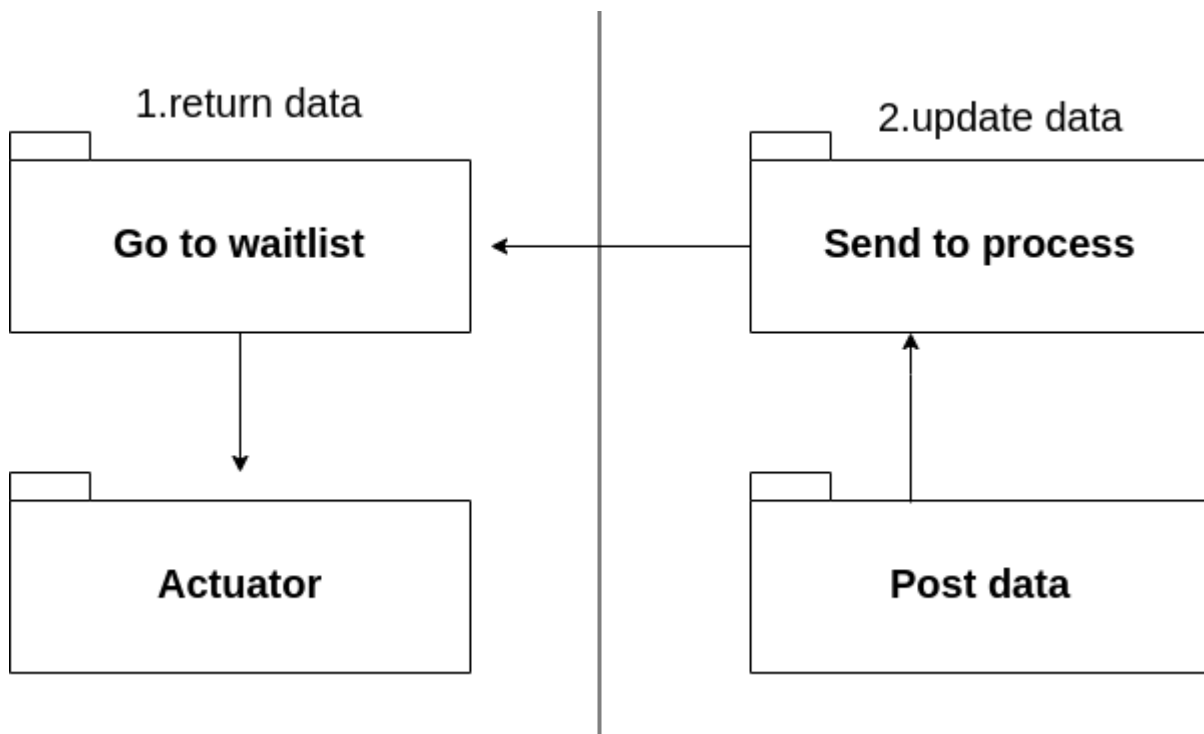 1.return data
Go to waitlist
Actuator
2.update data
Send to process
Post data